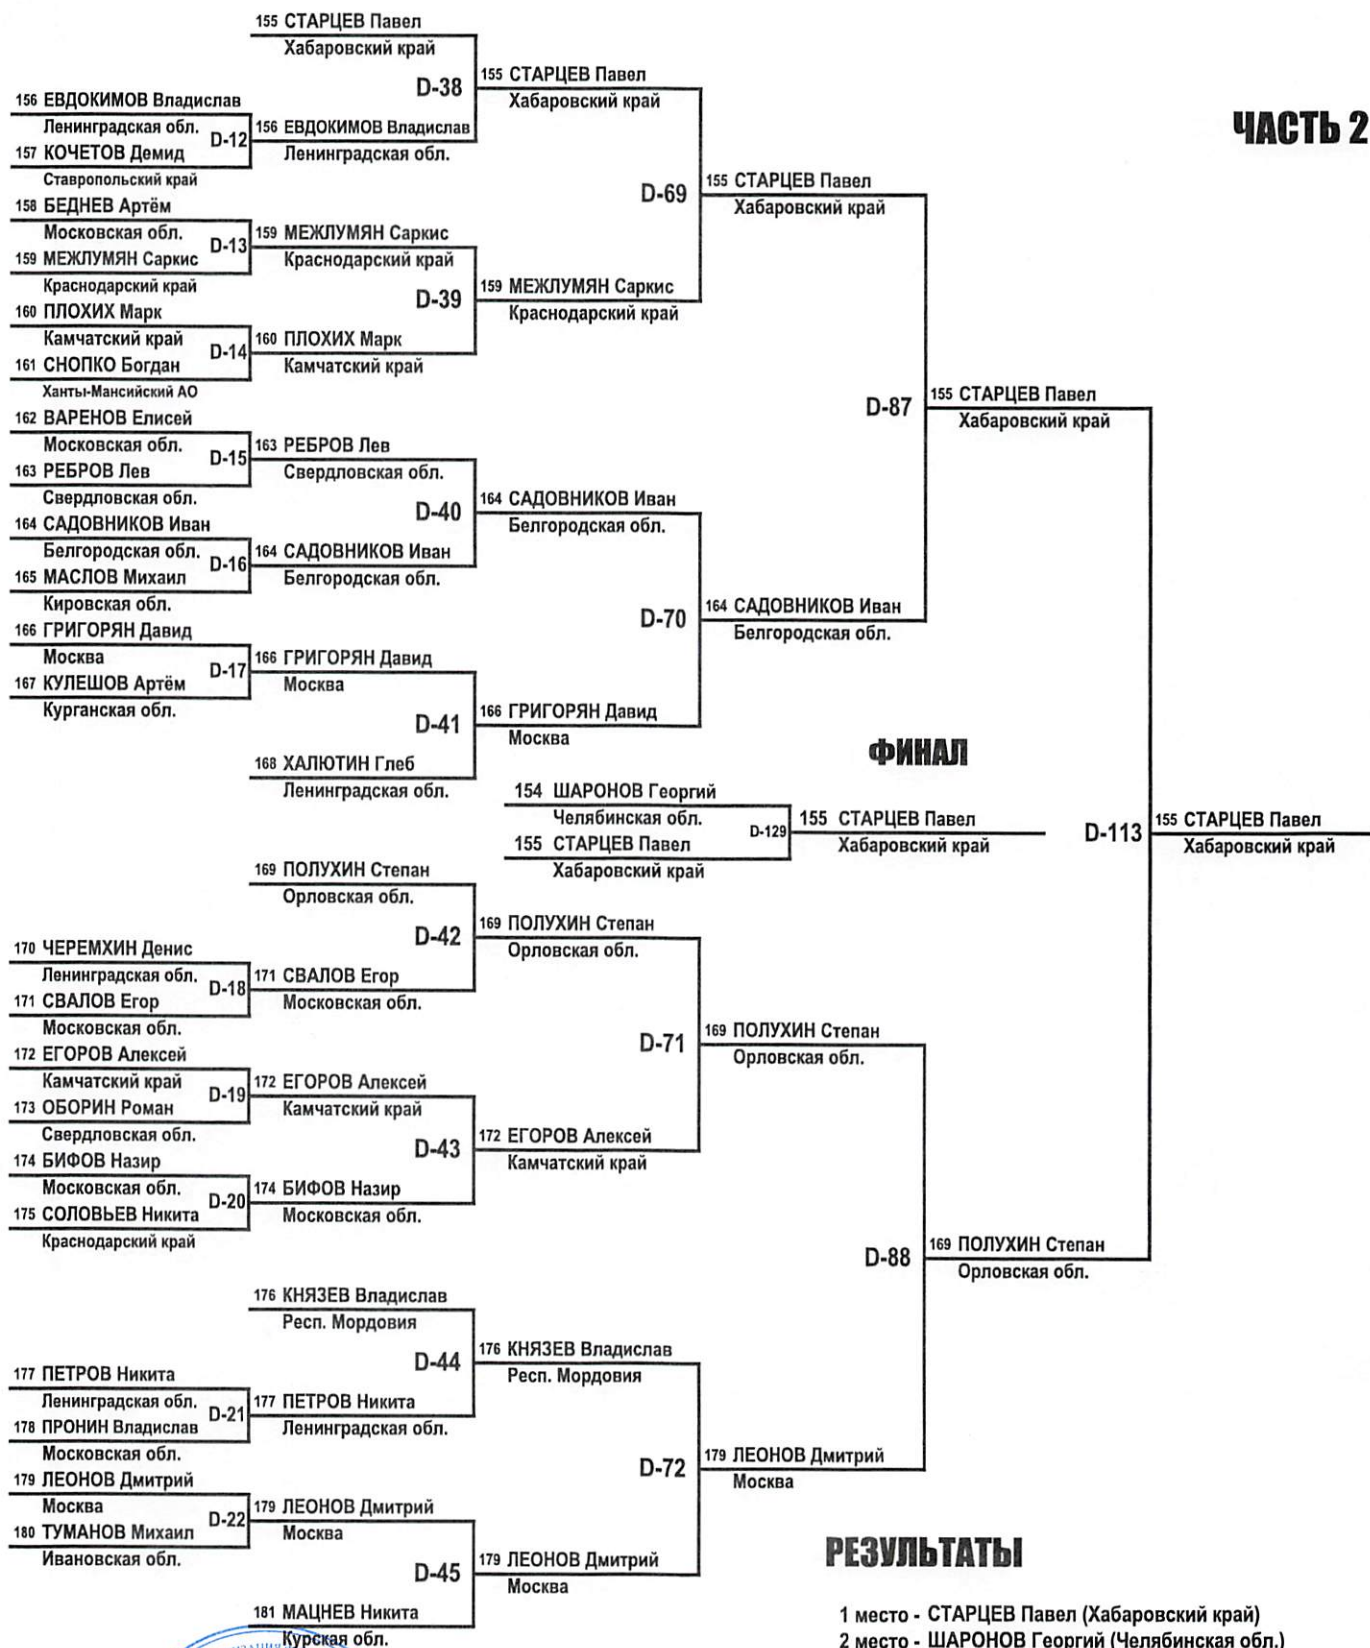 155 СТАРЦЕВ Павел
Хабаровский край
D-38
155 СТАРЦЕВ Павел
Хабаровский край
ЧАСТЬ 2
156 ЕВДОКИМОВ Владислав
Ленинградская обл.
D-12
157 КОЧЕТОВ Демид
Ставропольский край
156 ЕВДОКИМОВ Владислав
Ленинградская обл.
D-69
155 СТАРЦЕВ Павел
Хабаровский край
158 БЕДНЕВ Артём
Московская обл.
D-13
159 МЕЖЛУМЯН Саркис
Краснодарский край
159 МЕЖЛУМЯН Саркис
Краснодарский край
D-39
159 МЕЖЛУМЯН Саркис
Краснодарский край
160 ПЛОХИХ Марк
Камчатский край
D-14
161 СНОПКО Богдан
Ханты-Мансийский АО
160 ПЛОХИХ Марк
Камчатский край
D-87
155 СТАРЦЕВ Павел
Хабаровский край
162 ВАРЕНОВ Елисей
Московская обл.
D-15
163 РЕБРОВ Лев
Свердловская обл.
163 РЕБРОВ Лев
Свердловская обл.
D-40
164 САДОВНИКОВ Иван
Белгородская обл.
164 САДОВНИКОВ Иван
Белгородская обл.
D-16
165 МАСЛОВ Михаил
Кировская обл.
164 САДОВНИКОВ Иван
Белгородская обл.
D-70
164 САДОВНИКОВ Иван
Белгородская обл.
166 ГРИГОРЯН Давид
Москва
D-17
167 КУЛЕШОВ Артём
Курганская обл.
166 ГРИГОРЯН Давид
Москва
D-41
166 ГРИГОРЯН Давид
Москва
168 ХАЛЮТИН Глеб
Ленинградская обл.
ФИНАЛ
154 ШАРОНОВ Георгий
Челябинская обл.
D-129
155 СТАРЦЕВ Павел
Хабаровский край
155 СТАРЦЕВ Павел
Хабаровский край
D-113
155 СТАРЦЕВ Павел
Хабаровский край
169 ПОЛУХИН Степан
Орловская обл.
D-42
169 ПОЛУХИН Степан
Орловская обл.
170 ЧЕРЕМХИН Денис
Ленинградская обл.
D-18
171 СВАЛОВ Егор
Московская обл.
171 СВАЛОВ Егор
Московская обл.
D-71
169 ПОЛУХИН Степан
Орловская обл.
172 ЕГОРОВ Алексей
Камчатский край
D-19
173 ОБОРИН Роман
Свердловская обл.
172 ЕГОРОВ Алексей
Камчатский край
D-43
172 ЕГОРОВ Алексей
Камчатский край
174 БИФОВ Назир
Московская обл.
D-20
175 СОЛОВЬЕВ Никита
Краснодарский край
174 БИФОВ Назир
Московская обл.
D-88
169 ПОЛУХИН Степан
Орловская обл.
176 КНЯЗЕВ Владислав
Респ. Мордовия
D-44
176 КНЯЗЕВ Владислав
Респ. Мордовия
177 ПЕТРОВ Никита
Ленинградская обл.
D-21
178 ПРОНИН Владислав
Московская обл.
177 ПЕТРОВ Никита
Ленинградская обл.
D-72
179 ЛЕОНОВ Дмитрий
Москва
179 ЛЕОНОВ Дмитрий
Москва
D-22
180 ТУМАНОВ Михаил
Ивановская обл.
179 ЛЕОНОВ Дмитрий
Москва
D-45
179 ЛЕОНОВ Дмитрий
Москва
181 МАЦНЕВ Никита
Курская обл.
РЕЗУЛЬТАТЫ
1 место - СТАРЦЕВ Павел (Хабаровский край)
2 место - ШАРОНОВ Георгий (Челябинская обл.)